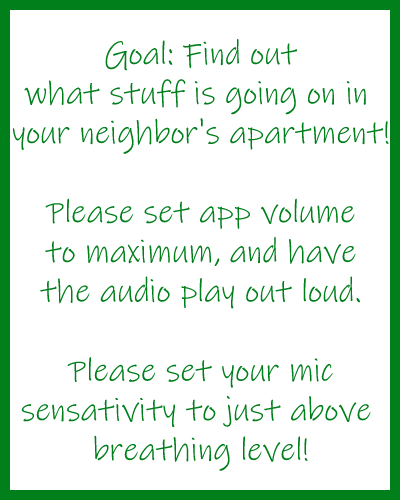 Goal: Find out
what stuff is going on in
your neighbor's apartment!
Please set app volume
to maximum, and have
the audio play out loud.
Please set your mic
sensativity to just above
breathing level!